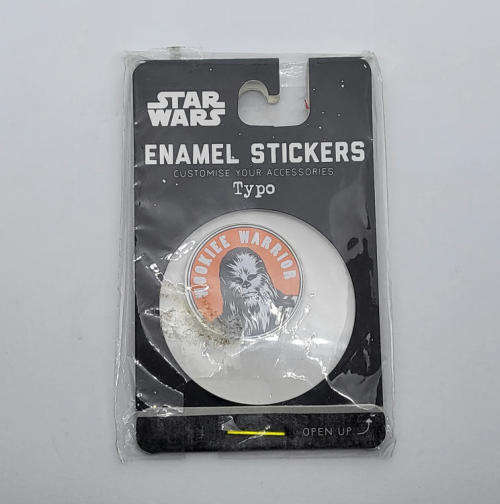 STAR
WARS
ENAMEL STICKERS
CUSTOMISE YOUR ACCESSORIES
Typo
WOOKIEE WARRIOR
OPEN UP